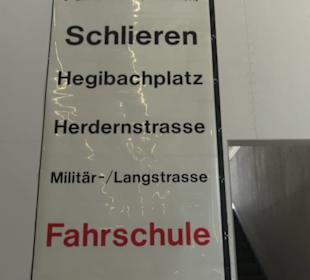 Schlieren
Hegibachplatz
Herdernstrasse
Militär-/Langstrasse
Fahrschule